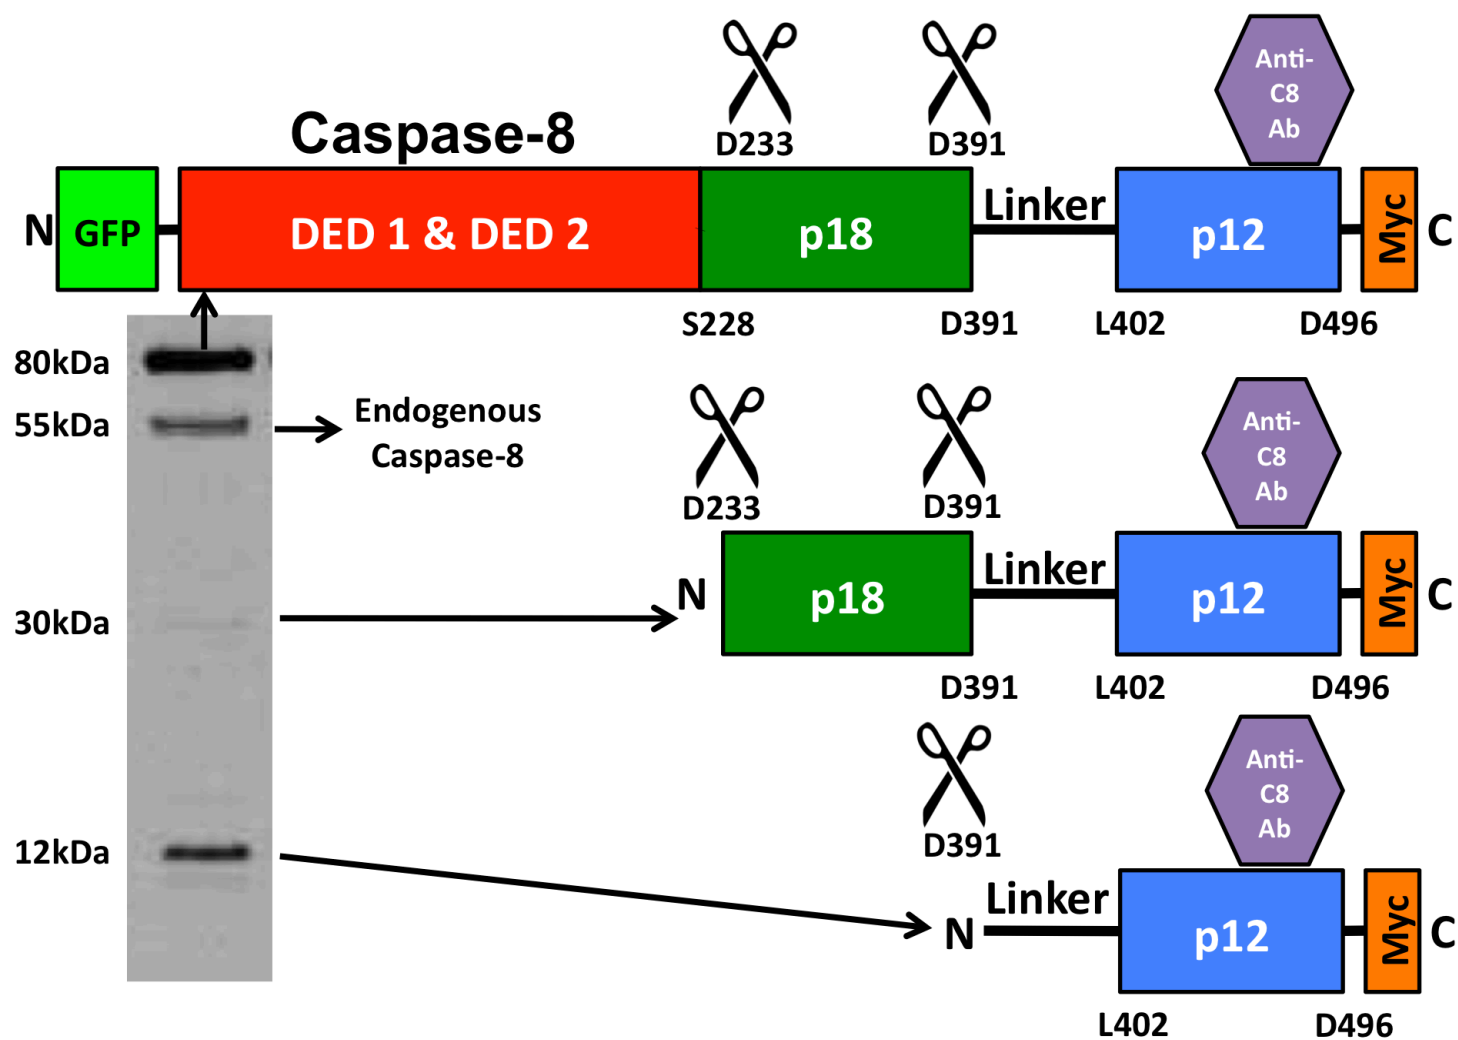 Anti-
C8
Ab
D233
D391
Caspase-8
N
GFP
DED 1 & DED 2
p18
Linker
p12
Myc
C
S228
D391
L402
D496
80kDa
55kDa
Endogenous
Caspase-8
30kDa
12kDa
Anti-
C8
Ab
D233
D391
N
p18
Linker
p12
Myc
C
D391
L402
D496
Anti-
C8
Ab
D391
N
Linker
p12
Myc
C
L402
D496